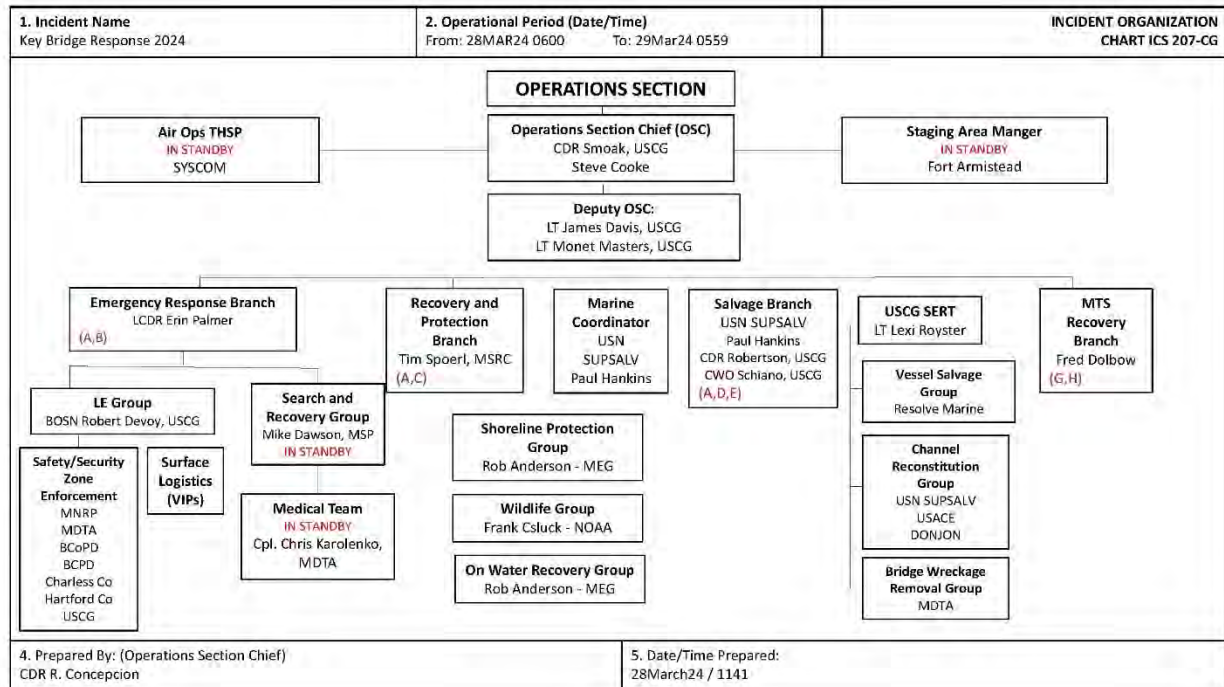 1. Incident Name
Key Bridge Response 2024
2. Operational Period (Date/Time)
From: 28MAR24 0600 To: 29Mar24 0559
INCIDENT ORGANIZATION
CHART ICS 207-CG
OPERATIONS SECTION
Air Ops THSP
IN STANDBY
SYSCOM
Operations Section Chief (OSC)
CDR Smoak, USCG
Steve Cooke
Staging Area Manger
IN STANDBY
Fort Armistead
Deputy OSC:
LT James Davis, USCG
LT Monet Masters, USCG
Emergency Response Branch
LCDR Erin Palmer
(A,B)
Recovery and
Protection
Branch
Tim Spoerl, MSRC
(A,C)
Marine
Coordinator
USN
SUPSALV
Paul Hankins
Salvage Branch
USN SUPSALV
Paul Hankins
CDR Robertson, USCG
CWO Schiano, USCG
(A,D,E)
USCG SERT
LT Lexi Royster
MTS
Recovery
Branch
Fred Dolbow
(G,H)
LE Group
BOSN Robert Devoy, USCG
Search and
Recovery Group
Mike Dawson, MSP
IN STANDBY
Vessel Salvage
Group
Resolve Marine
Safety/Security
Zone
Enforcement
MNRP
MDTA
BCoPD
BCPD
Charless Co
Hartford Co
USCG
Surface
Logistics
(VIPs)
Medical Team
IN STANDBY
Cpl. Chris Karolenko,
MDTA
Shoreline Protection
Group
Rob Anderson - MEG
Wildlife Group
Frank Csluck - NOAA
On Water Recovery Group
Rob Anderson - MEG
Channel
Reconstitution
Group
USN SUPSALV
USACE
DONJON
Bridge Wreckage
Removal Group
MDTA
4. Prepared By: (Operations Section Chief)
CDR R. Concepcion
5. Date/Time Prepared:
28March24 / 1141